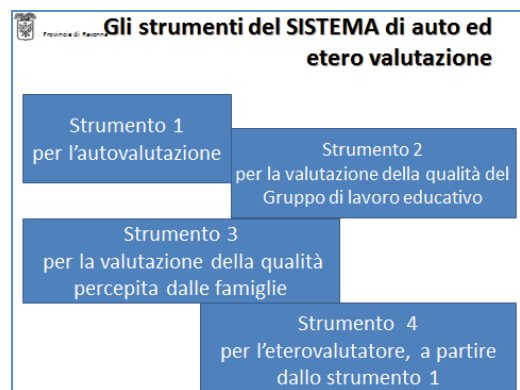 Provincia di Ravenna
Gli strumenti del SISTEMA di auto ed
etero valutazione
Strumento 1
per l'autovalutazione
Strumento 2
per la valutazione della qualità del
Gruppo di lavoro educativo
Strumento 3
per la valutazione della qualità
percepita dalle famiglie
Strumento 4
per l'eterovalutatore, a partire
dallo strumento 1